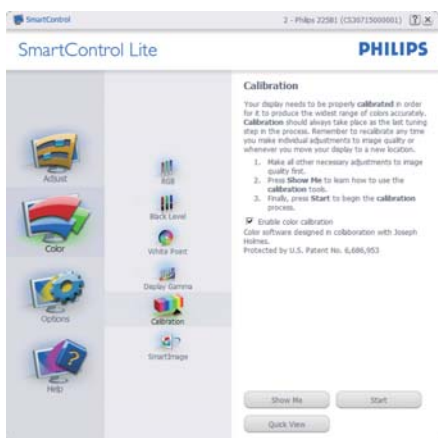 SmartControl
2 - Philips 225B1 (CS30715000001)
SmartControl Lite
PHILIPS
Adjust
Color
Options
Help
RGB
Black Level
White Point
Display Gamma
Calibration
SmartImage
Calibration
Your display needs to be properly calibrated in order
for it to produce the widest range of colors accurately.
Calibration should always take place as the last tuning
step in the process. Remember to recalibrate any time
you make individual adjustments to image quality or
whenever you move your display to a new location.
1. Make all other necessary adjustments to image
quality first.
2. Press Show Me to learn how to use the
calibration tools.
3. Finally, press Start to begin the calibration
process.
Enable color calibration
Color software designed in collaboration with Joseph
Holmes.
Protected by U.S. Patent No. 6,686,953
Show Me
Start
Quick View